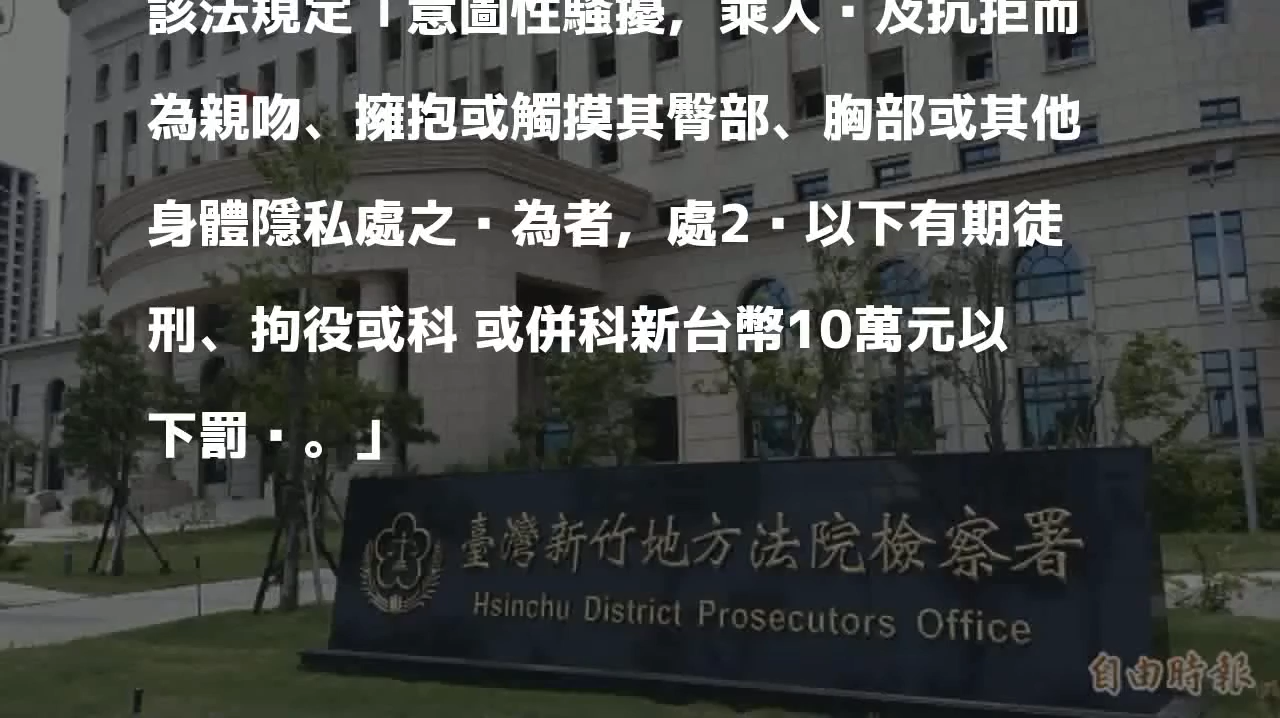 該法規定「意圖性騷擾，乘人▪及抗拒而
為親吻、擁抱或觸摸其臀部、胸部或其他
身體隱私處之▪為者，處2▪以下有期徒
刑、拘役或科 或併科新台幣10萬元以
下罰▪。」
臺灣新竹地方法院檢察署
Hsinchu District Prosecutors Office
自由時報